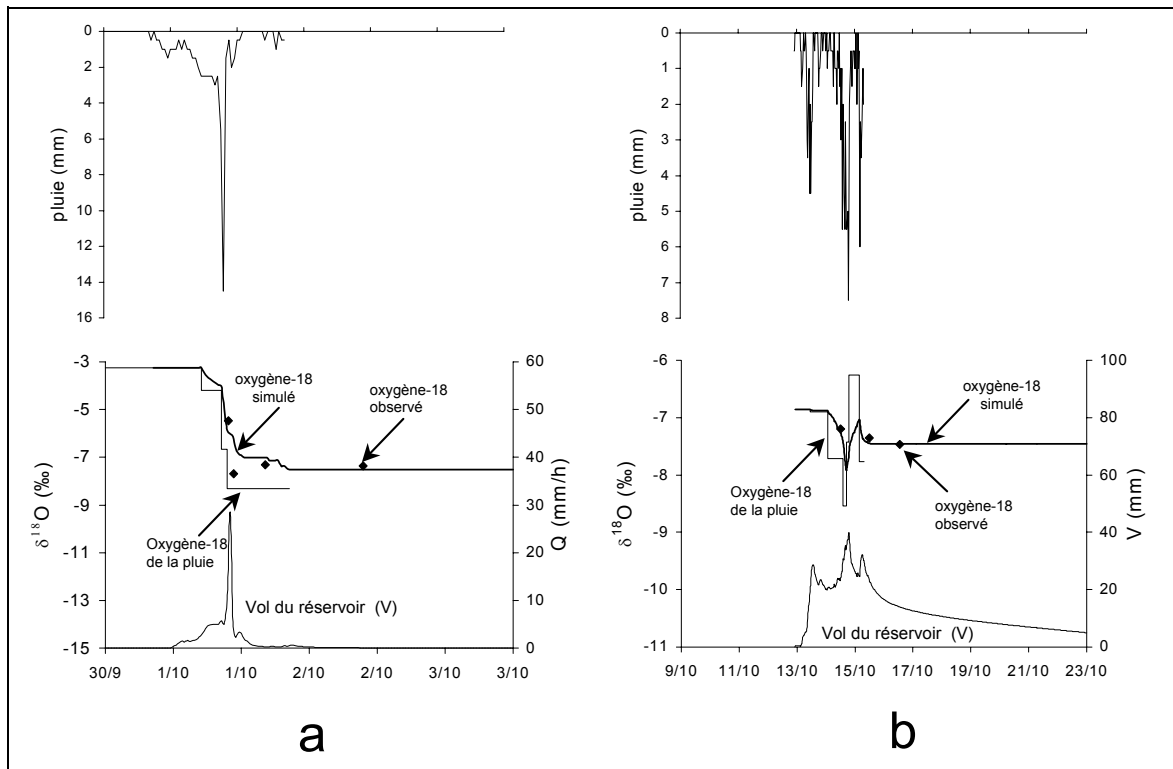 0
2
4
6
8
10
12
14
16
pluie (mm)
-3
-5
-7
-9
-11
-13
-15
δ18O (‰)
60
50
40
30
20
10
0
Q (mm/h)
oxygène-18
simulé
oxygène-18
observé
Oxygène-18
de la pluie
Vol du réservoir (V)
30/9 1/10 1/10 2/10 2/10 3/10 3/10
a
0
1
2
3
4
5
6
7
8
pluie (mm)
-6
-7
-8
-9
-10
-11
δ18O (‰)
100
80
60
40
20
0
V (mm)
oxygène-18
simulé
Oxygène-18
de la pluie
oxygène-18
observé
Vol du réservoir (V)
9/10 11/10 13/10 15/10 17/10 19/10 21/10 23/10
b